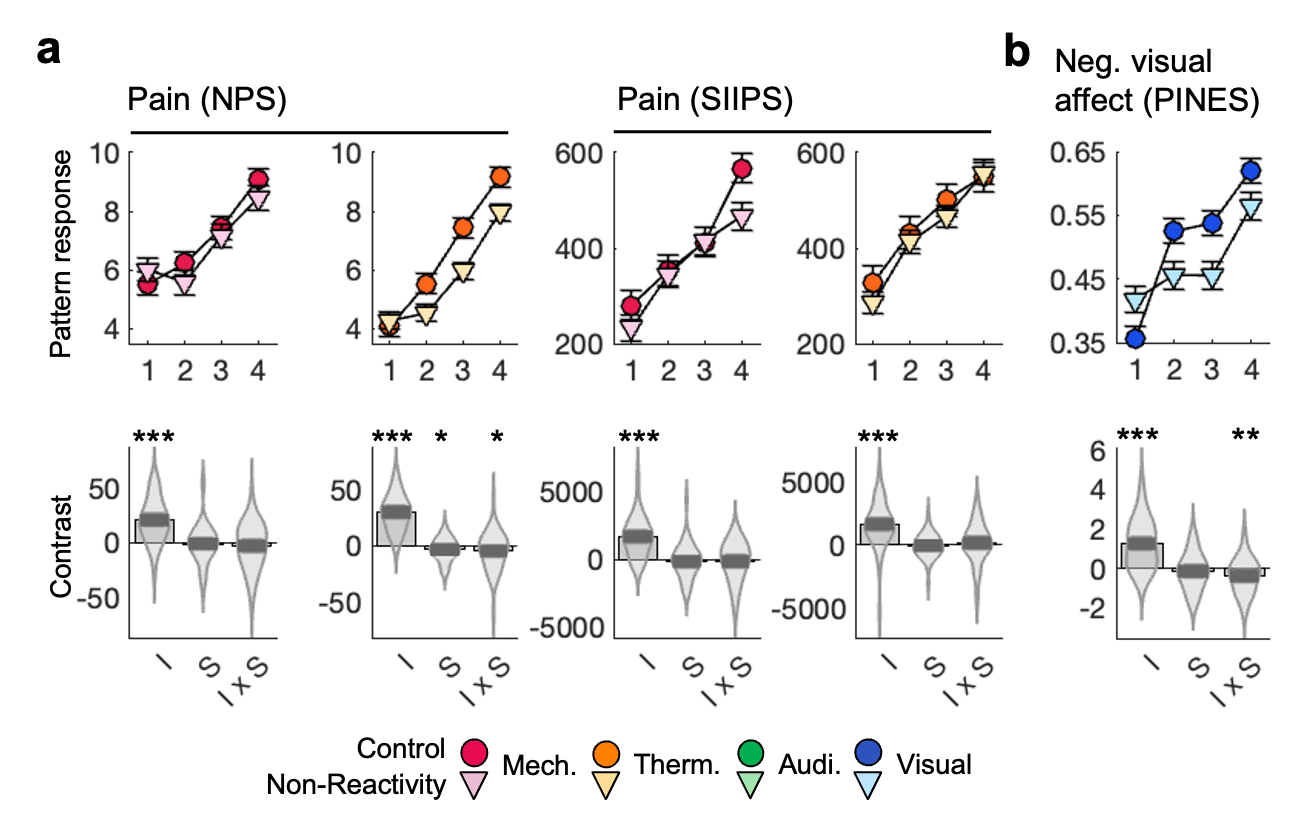 a
b
Neg. visual
affect (PINES)
Pain (NPS)
Pain (SIIPS)
Pattern response
10
8
6
4
1 2 3 4
10
8
6
4
1 2 3 4
600
400
200
1 2 3 4
600
400
200
1 2 3 4
0.65
0.55
0.45
0.35
1 2 3 4
Contrast
***
50
0
-50
I
S
I x S
*** * *
50
0
-50
I
S
I x S
***
5000
0
-5000
I
S
I x S
***
5000
0
-5000
I
S
I x S
*** **
6
4
2
0
-2
I
S
I x S
Control
Non-Reactivity
Mech.
Therm.
Audi.
Visual